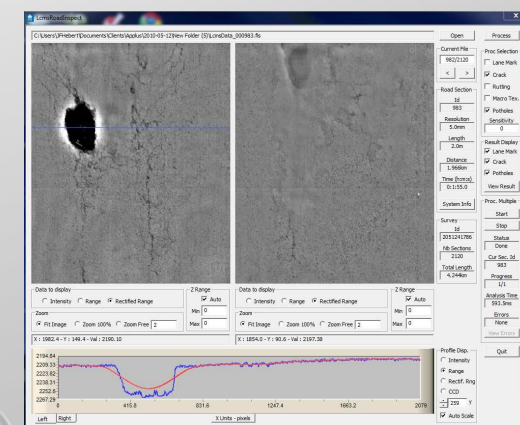 LcmsRoadInspect
C:\Users\JFHebert\Documents\Clients\Applus\2010-05-12\New Folder (5)\LcmsData_000983.fis
Open
Process
Current File
982/2120
<
>
Road Section
Id
983
Resolution
5.0mm
Length
2.0m
Distance
1.966km
Time (h:m:s)
0:1:55.0
System Info
Survey
Id
2051241786
Nb Sections
2120
Total Length
4.244km
Proc Selection
Lane Mark
Crack
Rutting
Macro Tex.
Potholes
Sensitivity
0
Result Display
Lane Mark
Crack
Potholes
View Result
Proc. Multiple
Start
Stop
Status
Done
Cur Sec. Id
983
Progress
1/1
Analysis Time
593.5ms
Errors
None
View Errors
Quit
Data to display
Intensity Range Rectified Range
Zoom
Fit Image Zoom 100% Zoom Free 2
Z Range
Auto
Min 0
Max 0
X : 1982.4 - Y : 149.4 - Val : 2190.10
Data to display
Intensity Range Rectified Range
Zoom
Fit Image Zoom 100% Zoom Free 2
Z Range
Auto
Min 0
Max 0
X : 1854.0 - Y : 90.6 - Val : 2197.38
2194.84
2209.33
2223.82
2238.31
2252.8
2267.29
0 415.8 831.6 1247.4 1663.2 2079
Left Right
X Units - pixels
Profile Disp.
Intensity
Range
Rectif. Rng
CCD
259 Y
Auto Scale